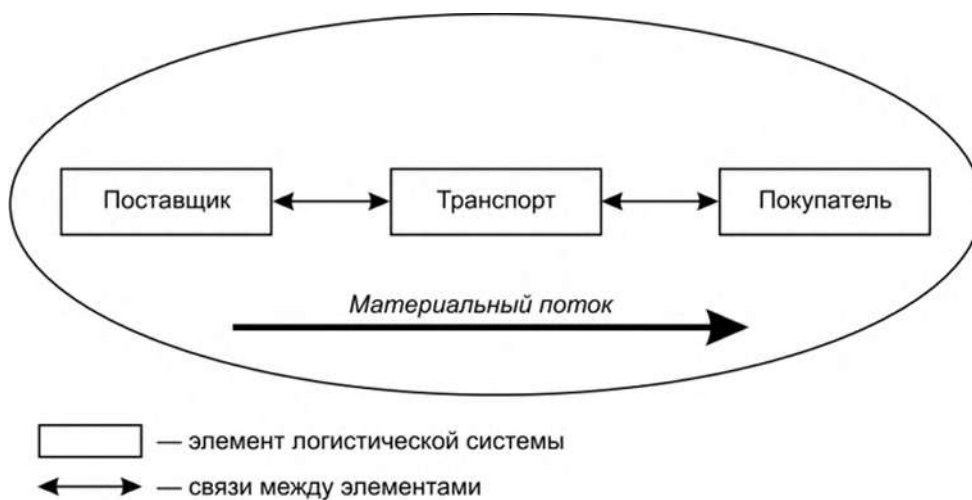 Поставщик
Транспорт
Покупатель
Материальный поток
— элемент логистической системы
— связи между элементами